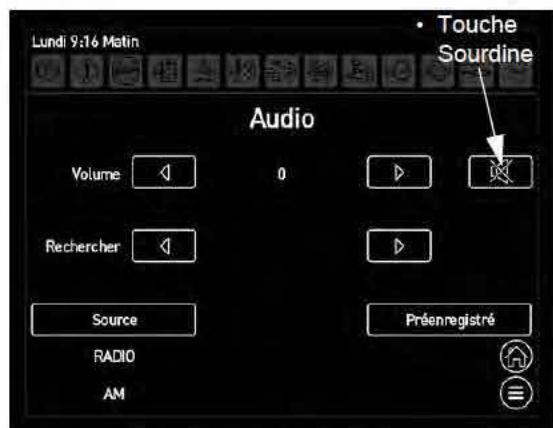 • Touche
Sourdine
Lundi 9:16 Matin
Audio
Volume 0
Rechercher
Source Préenregistré
RADIO
AM